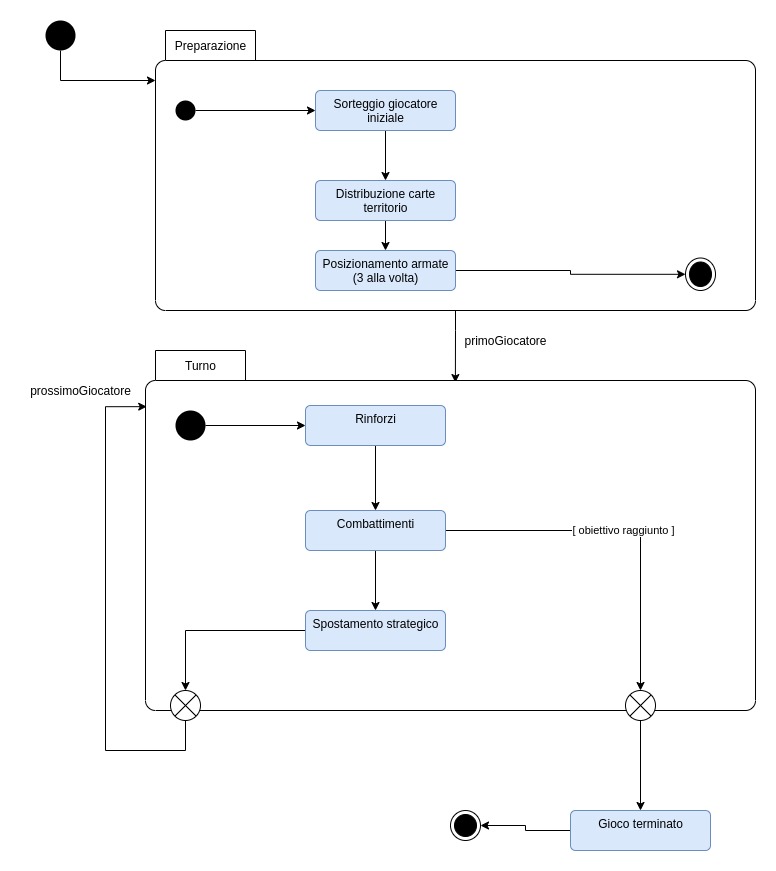 Preparazione
Sorteggio giocatore
iniziale
Distribuzione carte
territorio
Posizionamento armate
(3 alla volta)
primoGiocatore
Turno
prossimoGiocatore
Rinforzi
Combattimenti
[ obiettivo raggiunto ]
Spostamento strategico
Gioco terminato